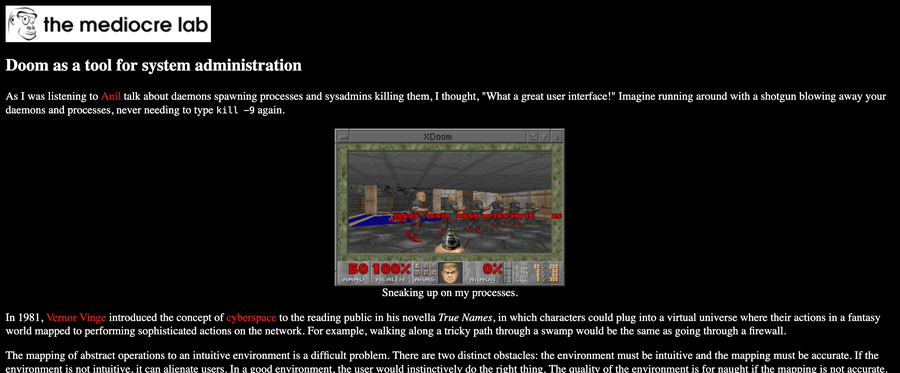 the mediocre lab
Doom as a tool for system administration
As I was listening to Anil talk about daemons spawning processes and sysadmins killing them, I thought, "What a great user interface!" Imagine running around with a shotgun blowing away your
daemons and processes, never needing to type kill -9 again.
XDoom
50 100% 0%
AMMO HEALTH ARMS ARMOR
Sneaking up on my processes.
In 1981, Vernor Vinge introduced the concept of cyberspace to the reading public in his novella True Names, in which characters could plug into a virtual universe where their actions in a fantasy
world mapped to performing sophisticated actions on the network. For example, walking along a tricky path through a swamp would be the same as going through a firewall.
The mapping of abstract operations to an intuitive environment is a difficult problem. There are two distinct obstacles: the environment must be intuitive and the mapping must be accurate. If the
environment is not intuitive, it can alienate users. In a good environment, the user would instinctively do the right thing. The quality of the environment is for naught if the mapping is not accurate,